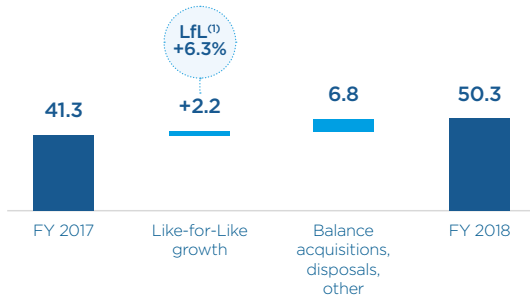 LfL(1)
+6.3%
41.3
+2.2
6.8
50.3
FY 2017
Like-for-Like
growth
Balance
acquisitions,
disposals,
other
FY 2018